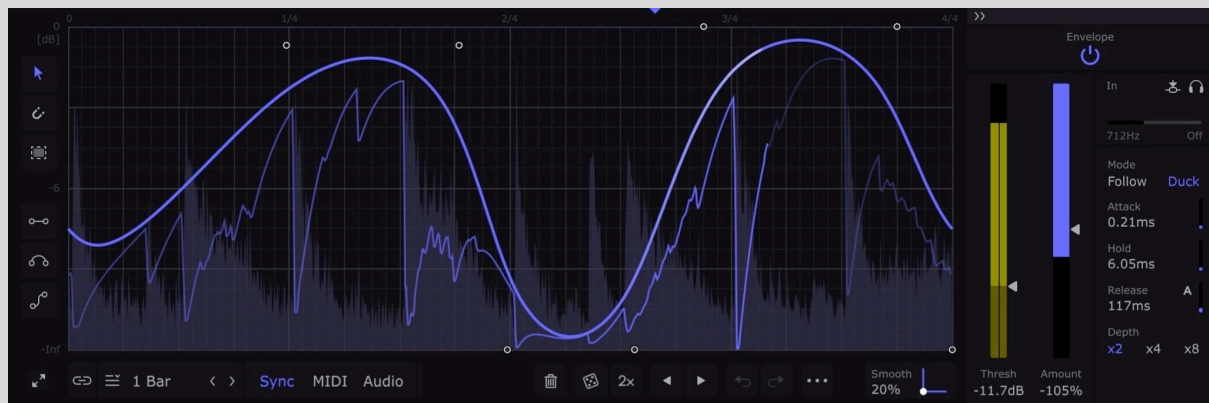 0 1/4 2/4 3/4 4/4
0
[dB]
-6
-Inf
1 Bar Sync MIDI Audio 2x Smooth 20%
Envelope
In
712Hz Off
Mode
Follow Duck
Attack
0.21ms
Hold
6.05ms
Release A
117ms
Depth
x2 x4 x8
Thresh Amount
-11.7dB -105%